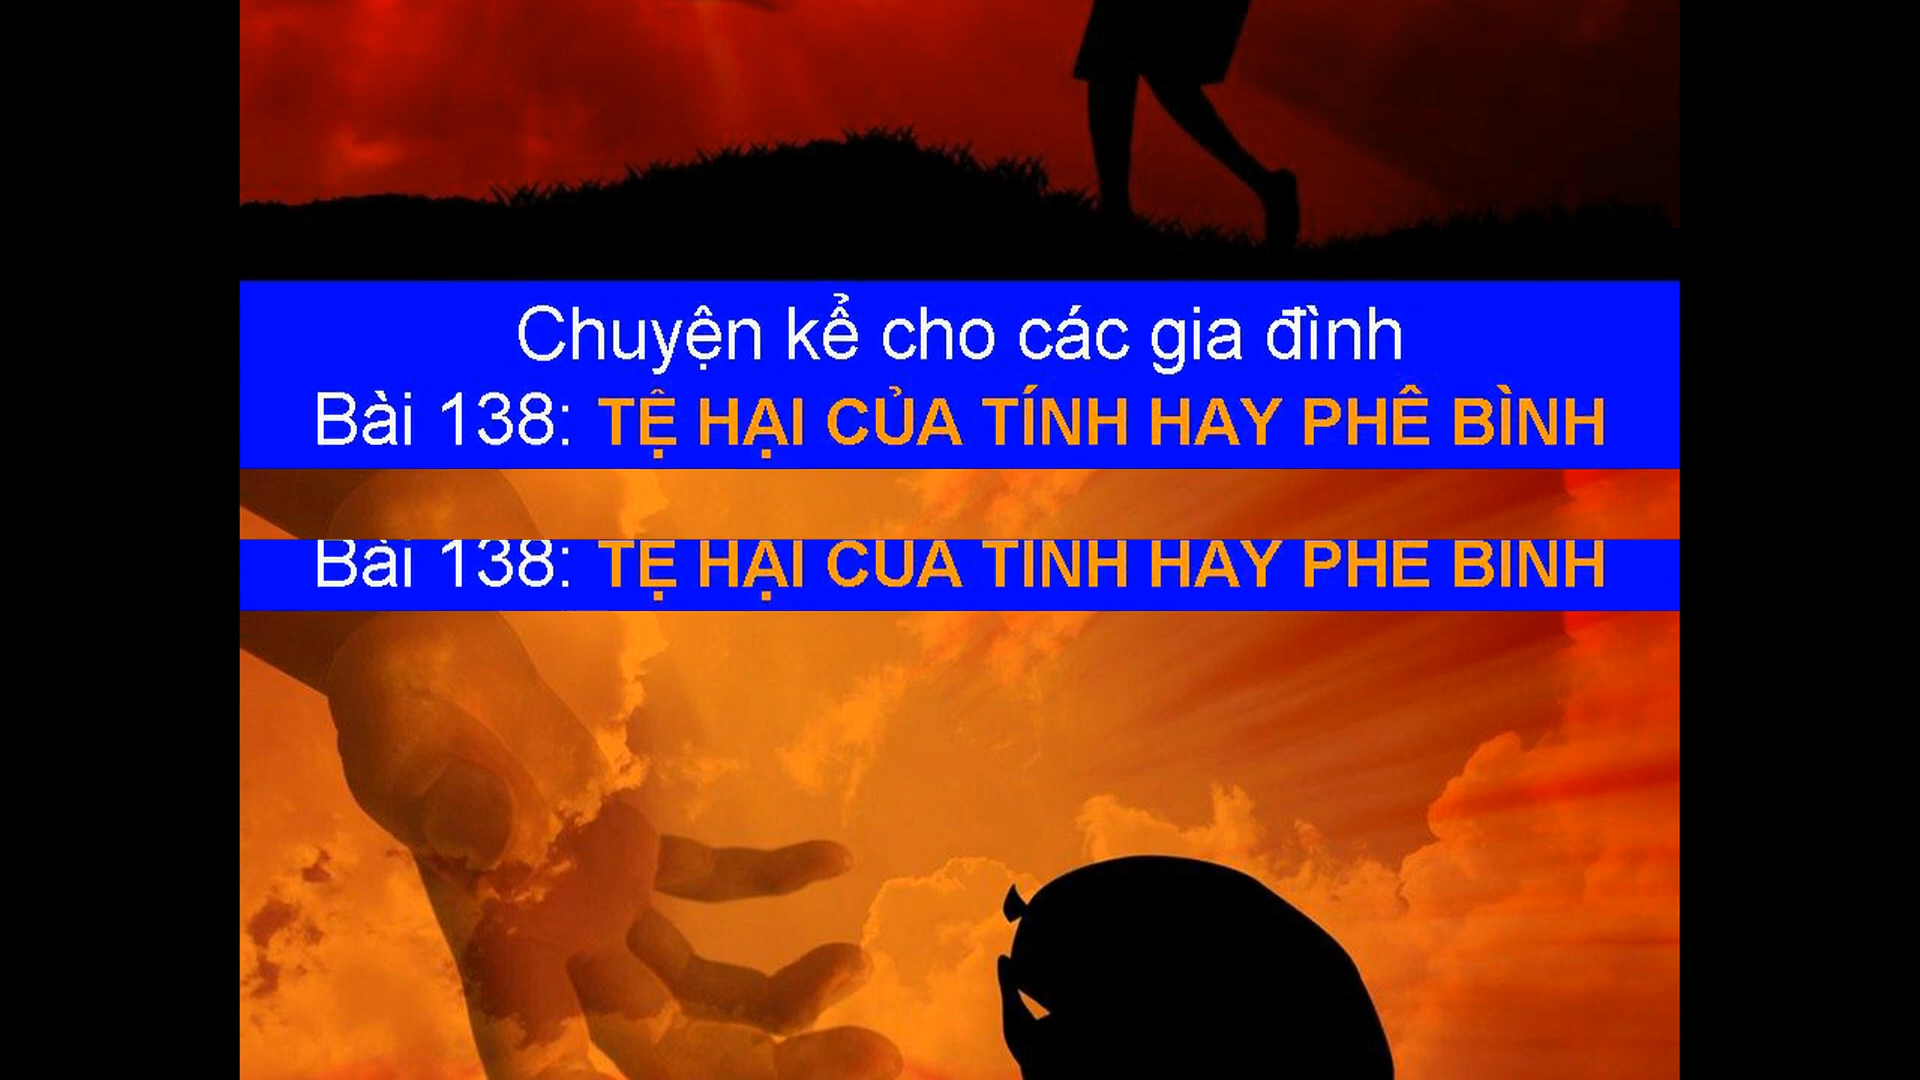 Chuyện kể cho các gia đình
Bài 138: TỆ HẠI CỦA TÍNH HAY PHÊ BÌNH
Bài 138: TỆ HẠI CỦA TÍNH HAY PHÊ BÌNH